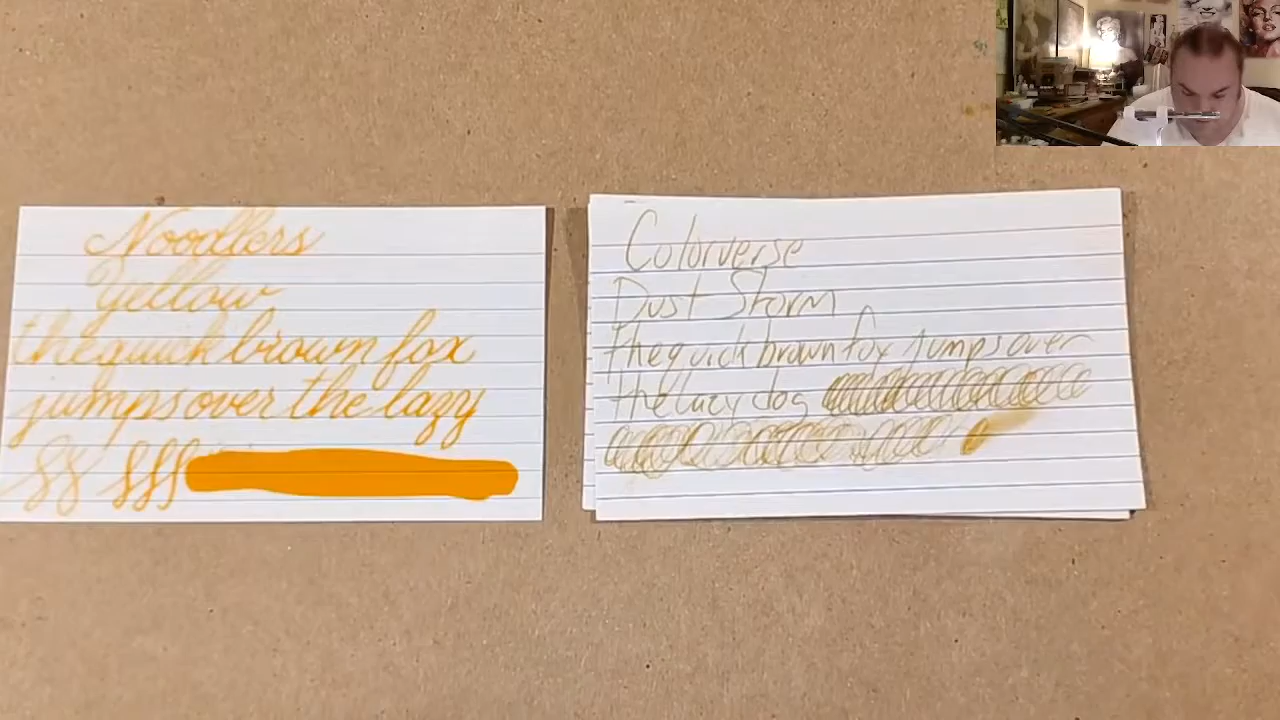 Noodlers
Yellow
the quick brown fox
jumps over the lazy
Colorverse
Dust Storm
the quick brown fox jumps over
the lazy dog